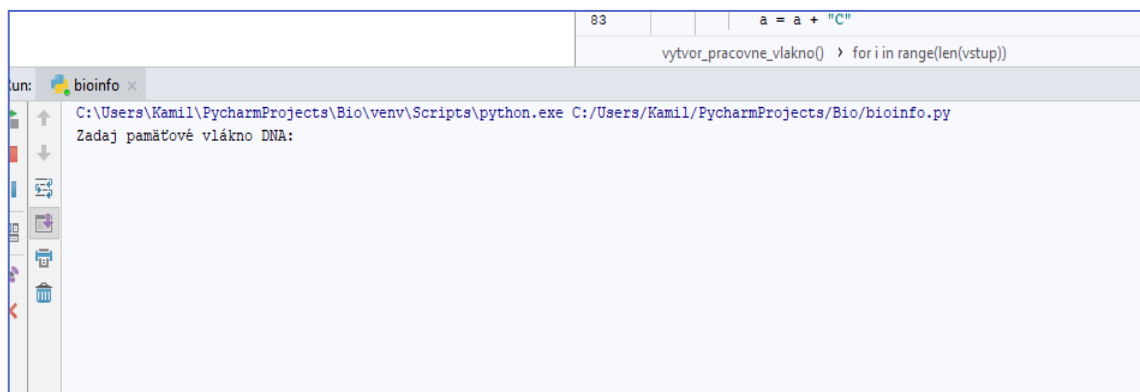 83 a = a + "C"
vytvor_pracovne_vlakno() › for i in range(len(vstup))
un: bioinfo ×
C:\Users\Kamil\PycharmProjects\Bio\venv\Scripts\python.exe C:/Users/Kamil/PycharmProjects/Bio/bioinfo.py
Zadaj pamäťové vlákno DNA: